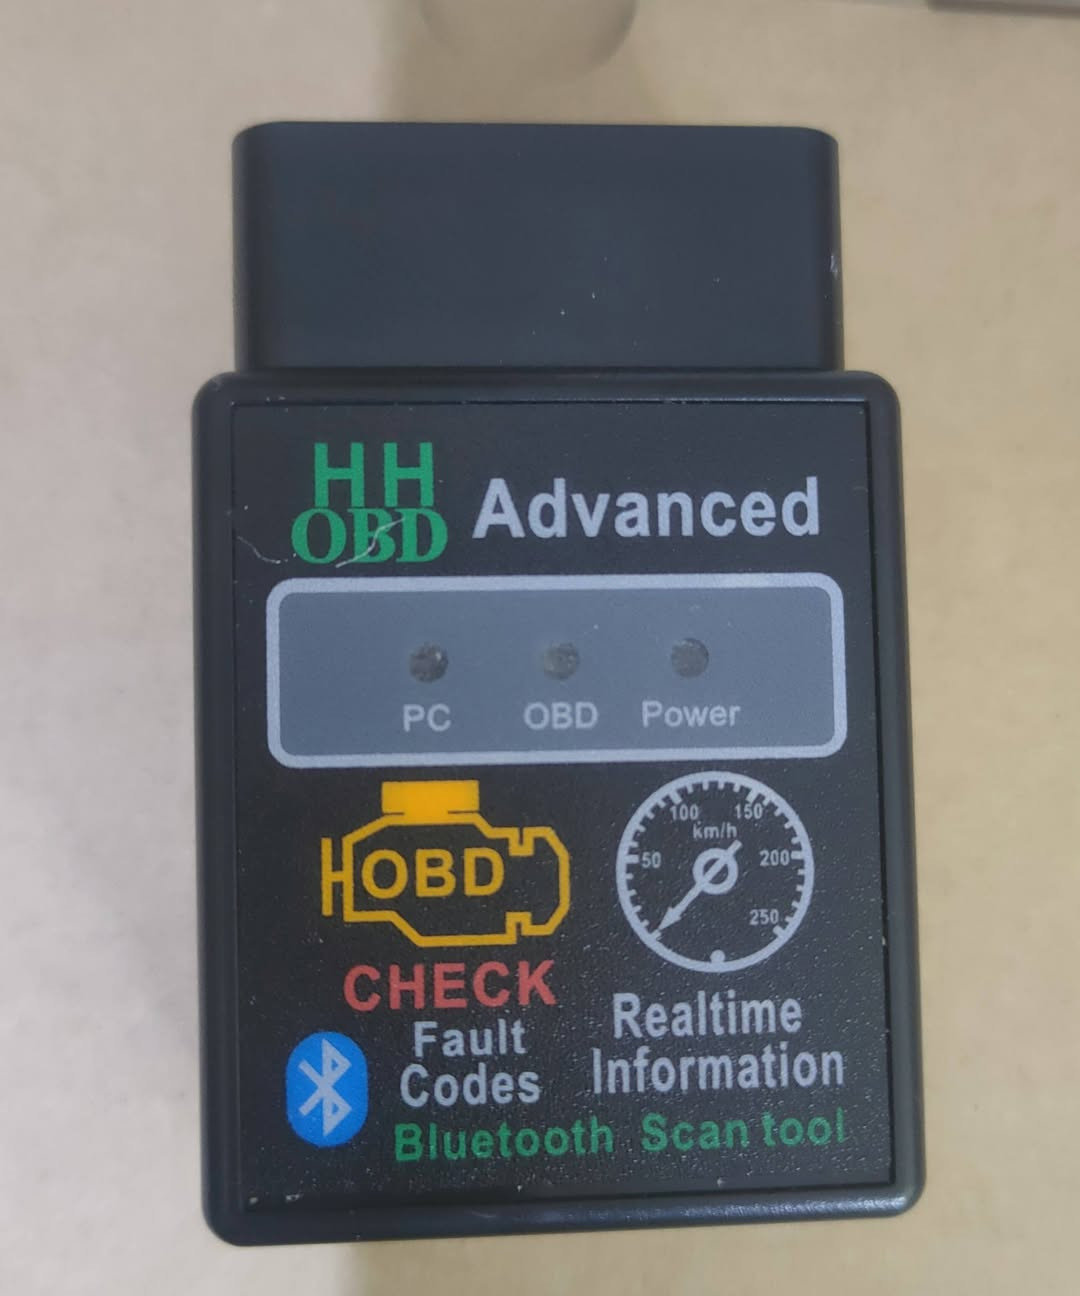 HH
OBD Advanced
PC OBD Power
OBD
100 150
km/h
50 200
250
CHECK
Fault
Codes
Realtime
Information
Bluetooth Scan tool